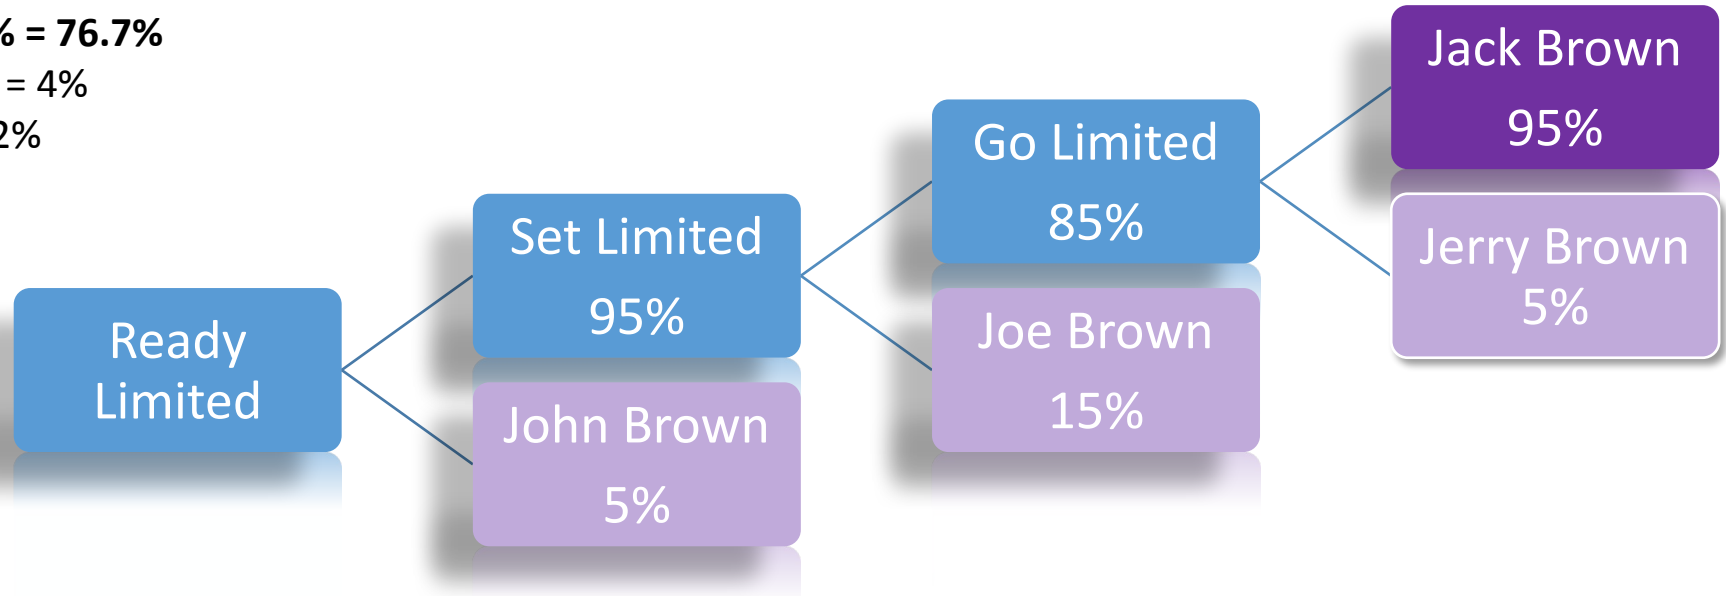 % = 76.7%
= 4%
2%
Jack Brown
95%
Jerry Brown
5%
Go Limited
85%
Joe Brown
15%
Set Limited
95%
John Brown
5%
Ready
Limited